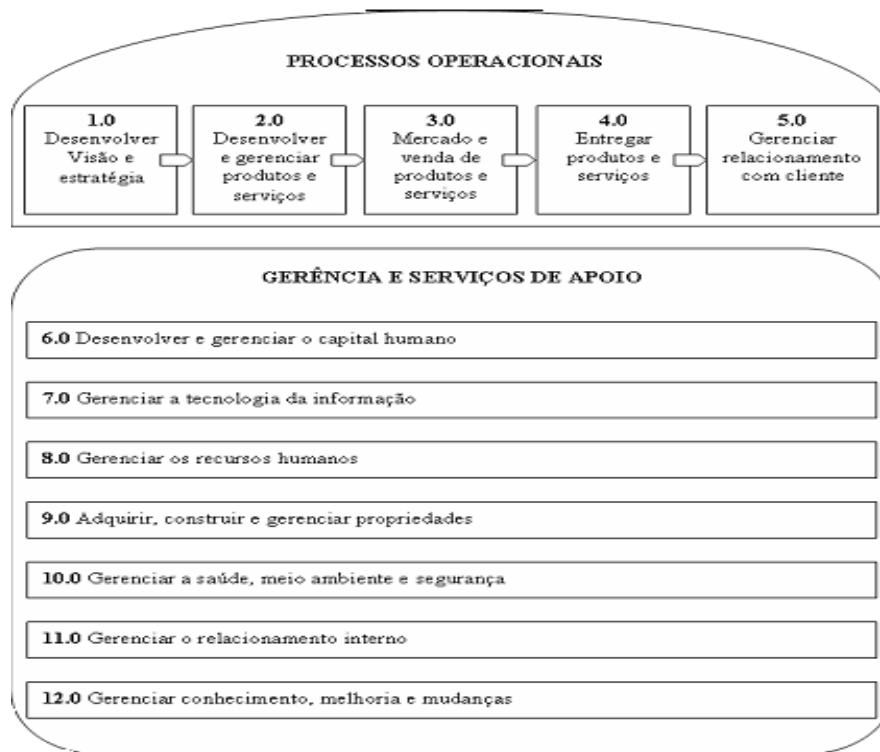 PROCESSOS OPERACIONAIS
1.0
Desenvolver
Visão e
estratégia
2.0
Desenvolver
e gerenciar
produtos e
serviços
3.0
Mercado e
venda de
produtos e
serviços
4.0
Entregar
produtos e
serviços
5.0
Gerenciar
relacionamento
com cliente
GERÊNCIA E SERVIÇOS DE APOIO
6.0 Desenvolver e gerenciar o capital humano
7.0 Gerenciar a tecnologia da informação
8.0 Gerenciar os recursos humanos
9.0 Adquirir, construir e gerenciar propriedades
10.0 Gerenciar a saúde, meio ambiente e segurança
11.0 Gerenciar o relacionamento interno
12.0 Gerenciar conhecimento, melhoria e mudanças